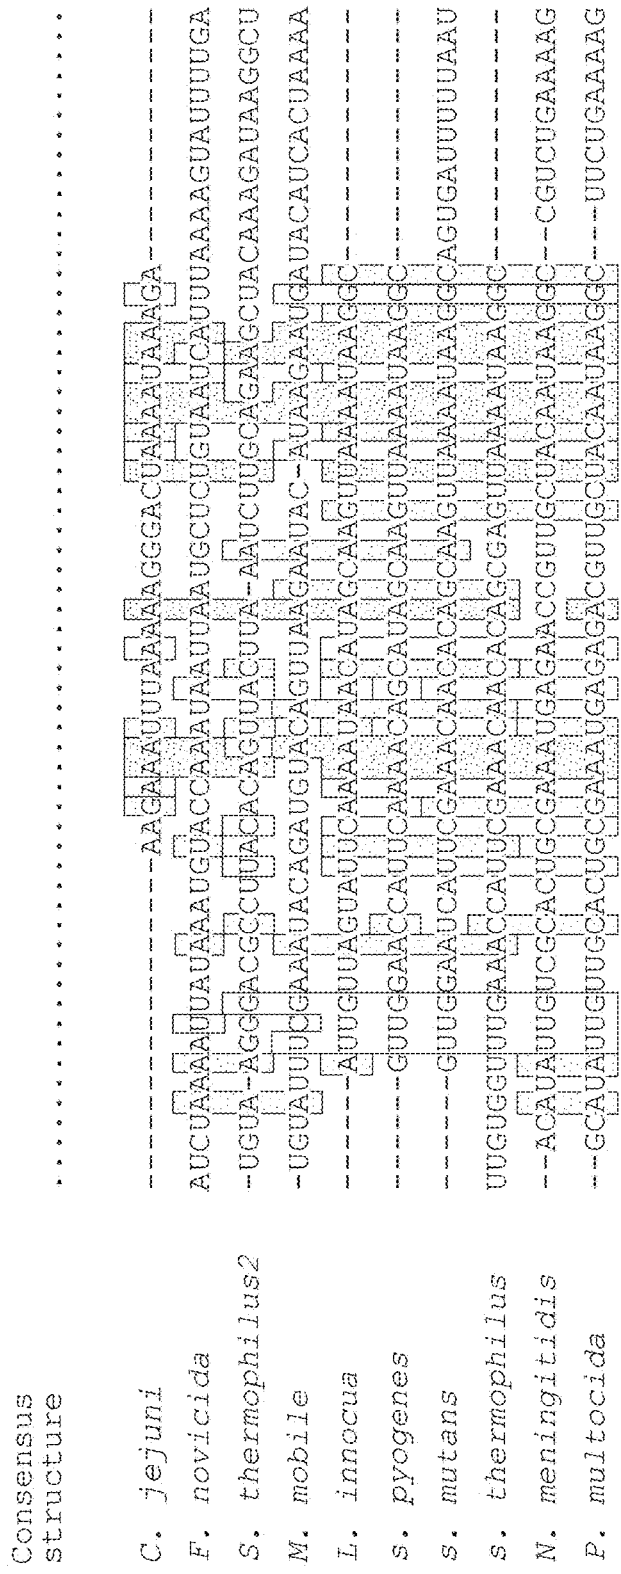 Consensus
structure ............................................................
C. jejuni -----------------AAGAAAUUUAAAAAGGGACUAAAAUAAAGA-------------
F. novicida AUCUAAAAUUAUAAAUGUACCAAAUAAUUAAUGCUCUGUAAUCAUUUAAAAGUAUUUUGA
S. thermophilus2 -UGUA-AGGGACGCCUUACACAGUUACUUA-AAUCUUGCAGAAGCUACAAAGAUAAGGCU
M. mobile -UGUAUUUCGAAAUACAGAUGUACAGUUAAGAAUAC-AUAAGAAUGAUACAUCACUAAAA
L. innocua ------AUUGUUAGUAUUCAAAAUAACAUAGCAAGUUAAAAUAAGGC-------------
S. pyogenes ------GUUGGAACCAUUCAAAACAGCAUAGCAAGUUAAAAUAAGGC-------------
S. mutans ------GUUGGAAUCAUUCGAAACAACACAGCAAGUUAAAAUAAGGCAGUGAUUUUUAAU
S. thermophilus UUGUGGUUUGAAACCAUUCGAAACAACACAGCGAGUUAAAAUAAGGC-------------
N. meningitidis --ACAUAUUGUCGCACUGCGAAAUGAGAACCGUUGCUACAAUAAGGC--CGUCUGAAAAG
P. multocida --GCAUAUUGUUGCACUGCGAAAUGAGAGACGUUGCUACAAUAAGGC---UUCUGAAAAG